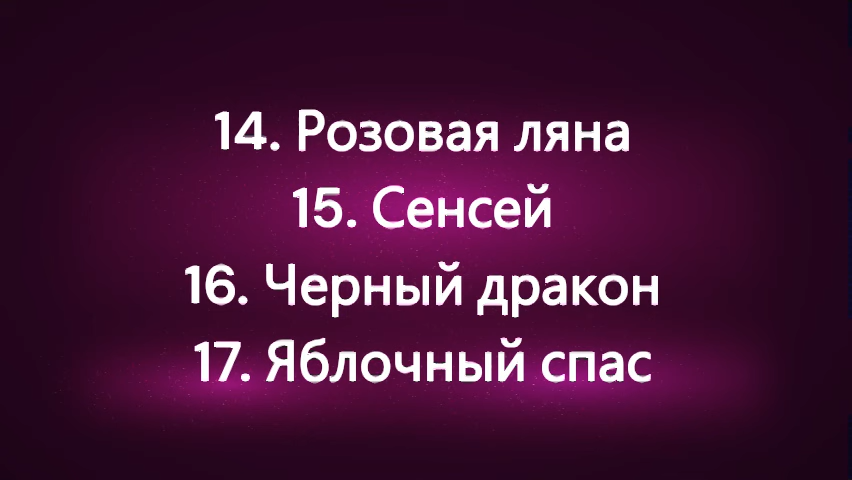 14. Розовая ляна
15. Сенсей
16. Черный дракон
17. Яблочный спас